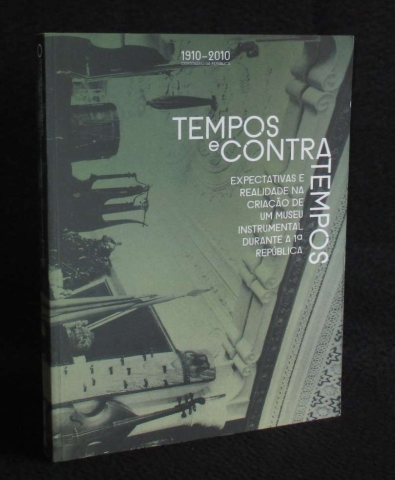 1910-2010
TEMPOS
e CONTRA
TEMPOS
EXPECTATIVAS E
REALIDADE NA
CRIAÇÃO DE
UM MUSEU
INSTRUMENTAL
DURANTE A 1ª
REPÚBLICA